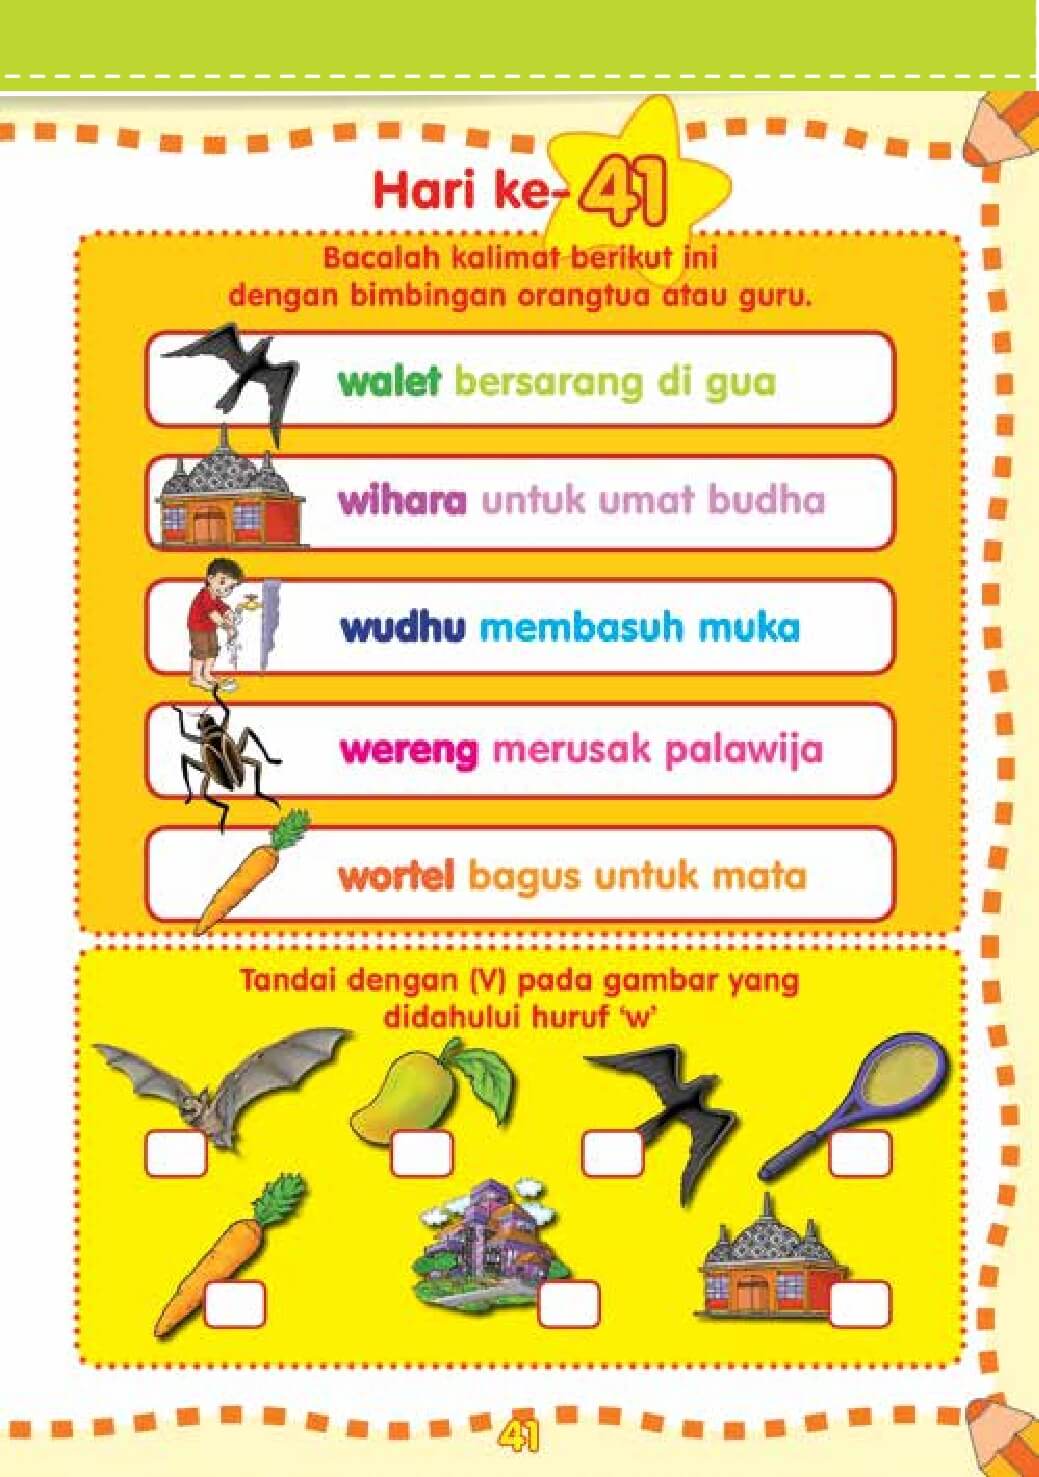 Hari ke-41
Bacalah kalimat berikut ini
dengan bimbingan orangtua atau guru.
walet bersarang di gua
wihara untuk umat budha
wudhu membasuh muka
wereng merusak palawija
wortel bagus untuk mata
Tandai dengan (V) pada gambar yang
didahului huruf ‘w’
41